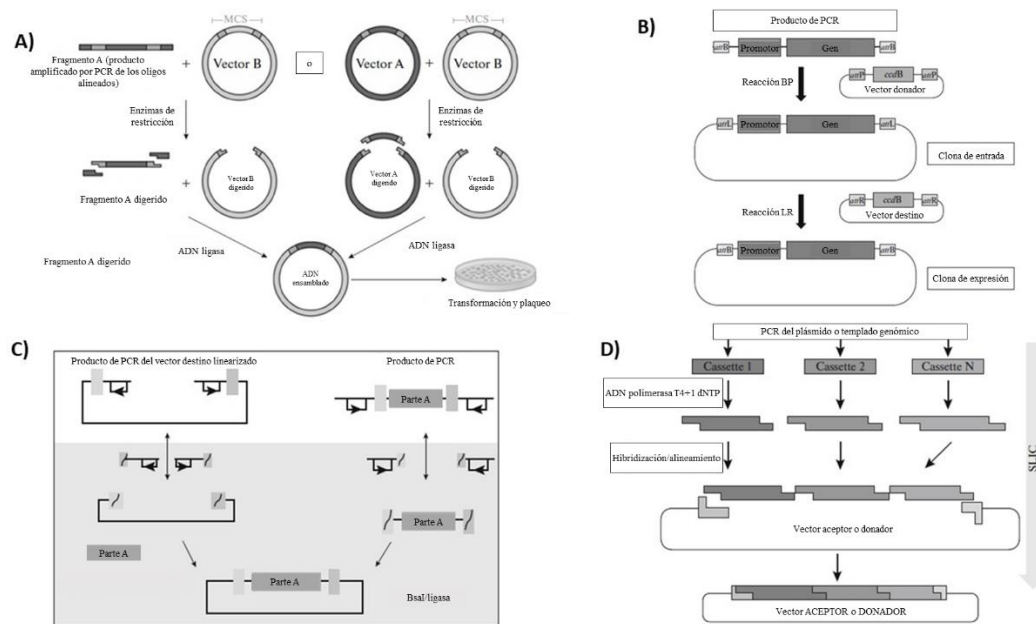 A)
MCS
Fragmento A (producto
amplificado por PCR de los oligos
alineados)
+
Vector B
o
Vector A
+
MCS
Vector B
Enzimas de
restricción
Enzimas de
restricción
Fragmento A digerido
+
Vector B
digerido
Vector A
digerido
+
Vector B
digerido
ADN ligasa
ADN ligasa
Fragmento A digerido
ADN
ensamblado
Transformación y plaqueo
B)
Producto de PCR
attB
Promotor
Gen
attB
Reacción BP
attP
ccdB
attP
Vector donador
attL
Promotor
Gen
attL
Clona de entrada
Reacción LR
attR
ccdB
attR
Vector destino
attB
Promotor
Gen
attB
Clona de expresión
C)
Producto de PCR del vector destino linearizado
Producto de PCR
Parte A
Parte A
Parte A
Parte A
BsaI/ligasa
D)
PCR del plásmido o templado genómico
Cassette 1
Cassette 2
Cassette N
ADN polimerasa T4+1 dNTP
Hibridización/alineamiento
Vector aceptor o donador
Vector ACEPTOR o DONADOR
SLIC